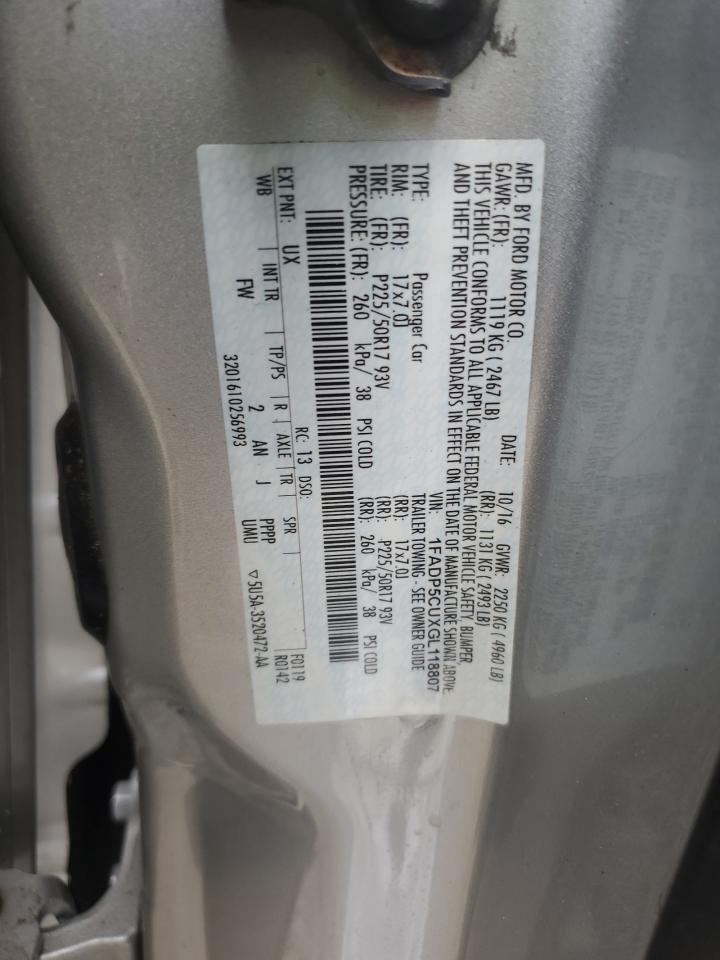 MFD. BY FORD MOTOR CO. DATE: 10/16 GVWR: 2250 KG ( 4960 LB)
GAWR: (FR): 1119 KG ( 2467 LB) (RR): 1131 KG ( 2493 LB)
THIS VEHICLE CONFORMS TO ALL APPLICABLE FEDERAL MOTOR VEHICLE SAFETY, BUMPER
AND THEFT PREVENTION STANDARDS IN EFFECT ON THE DATE OF MANUFACTURE SHOWN ABOVE
VIN: 1FADP5CUXGL118807
TYPE: Passenger Car TRAILER TOWING - SEE OWNER GUIDE
RIM: (FR): 17x7.0J (RR): 17x7.0J
TIRE: (FR): P225/50R17 93V (RR): P225/50R17 93V
PRESSURE: (FR): 260 kPa/ 38 PSI COLD (RR): 260 kPa/ 38 PSI COLD
EXT PNT: UX RC: 13 DSO: F0119
R0142
WB INT TR TP/PS R AXLE TR SPR
FW 2 AN J PPPP
UMU
3201610256993 ▽5U5A-3520472-AA